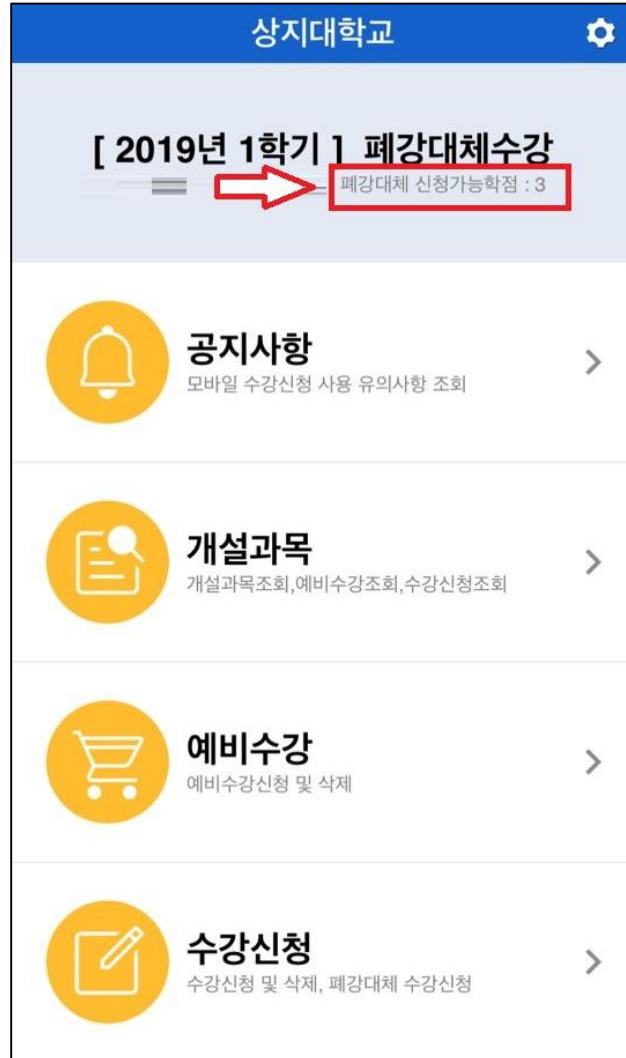 상지대학교
[ 2019년 1학기 ] 폐강대체수강
폐강대체 신청가능학점 : 3
공지사항
모바일 수강신청 사용 유의사항 조회
개설과목
개설과목조회,예비수강조회,수강신청조회
예비수강
예비수강신청 및 삭제
수강신청
수강신청 및 삭제, 폐강대체 수강신청